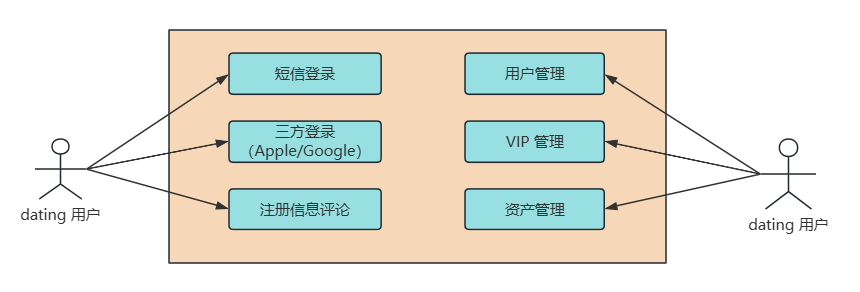 短信登录
用户管理
三方登录
（Apple/Google）
VIP 管理
注册信息评论
资产管理
dating 用户
dating 用户